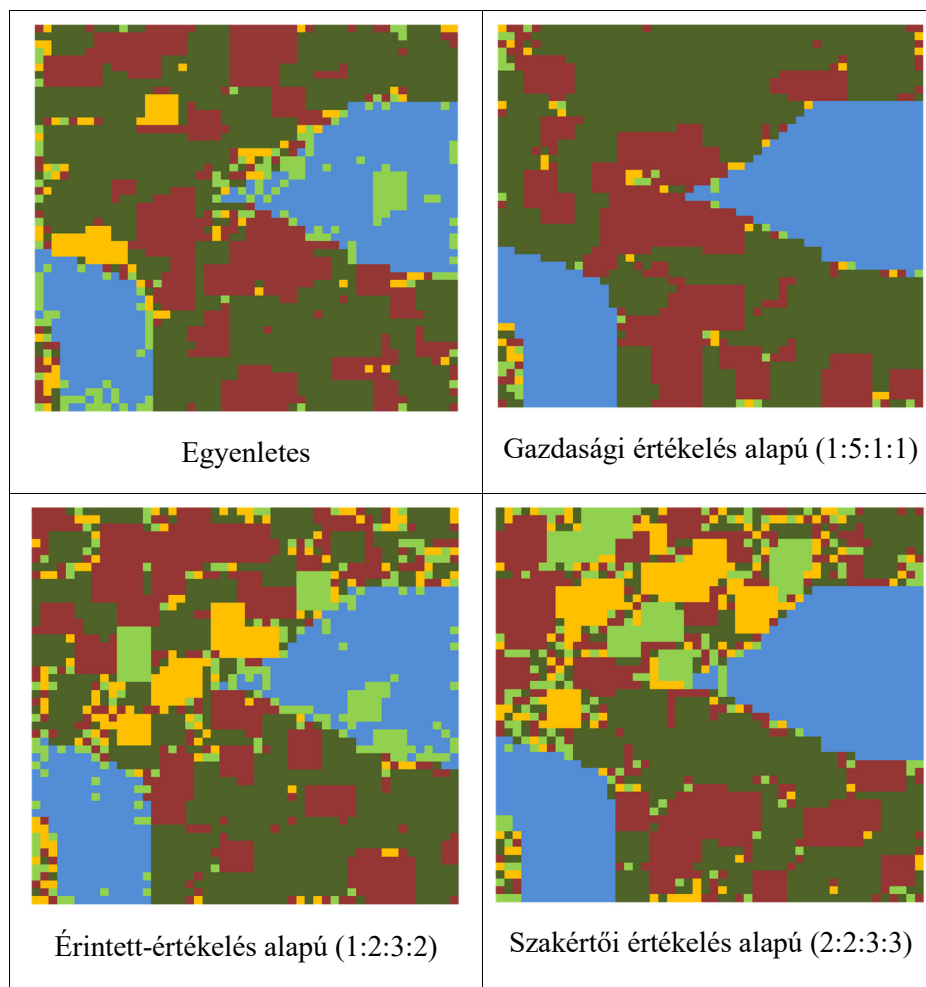 Egyenletes
Gazdasági értékelés alapú (1:5:1:1)
Érintett-értékelés alapú (1:2:3:2)
Szakértői értékelés alapú (2:2:3:3)